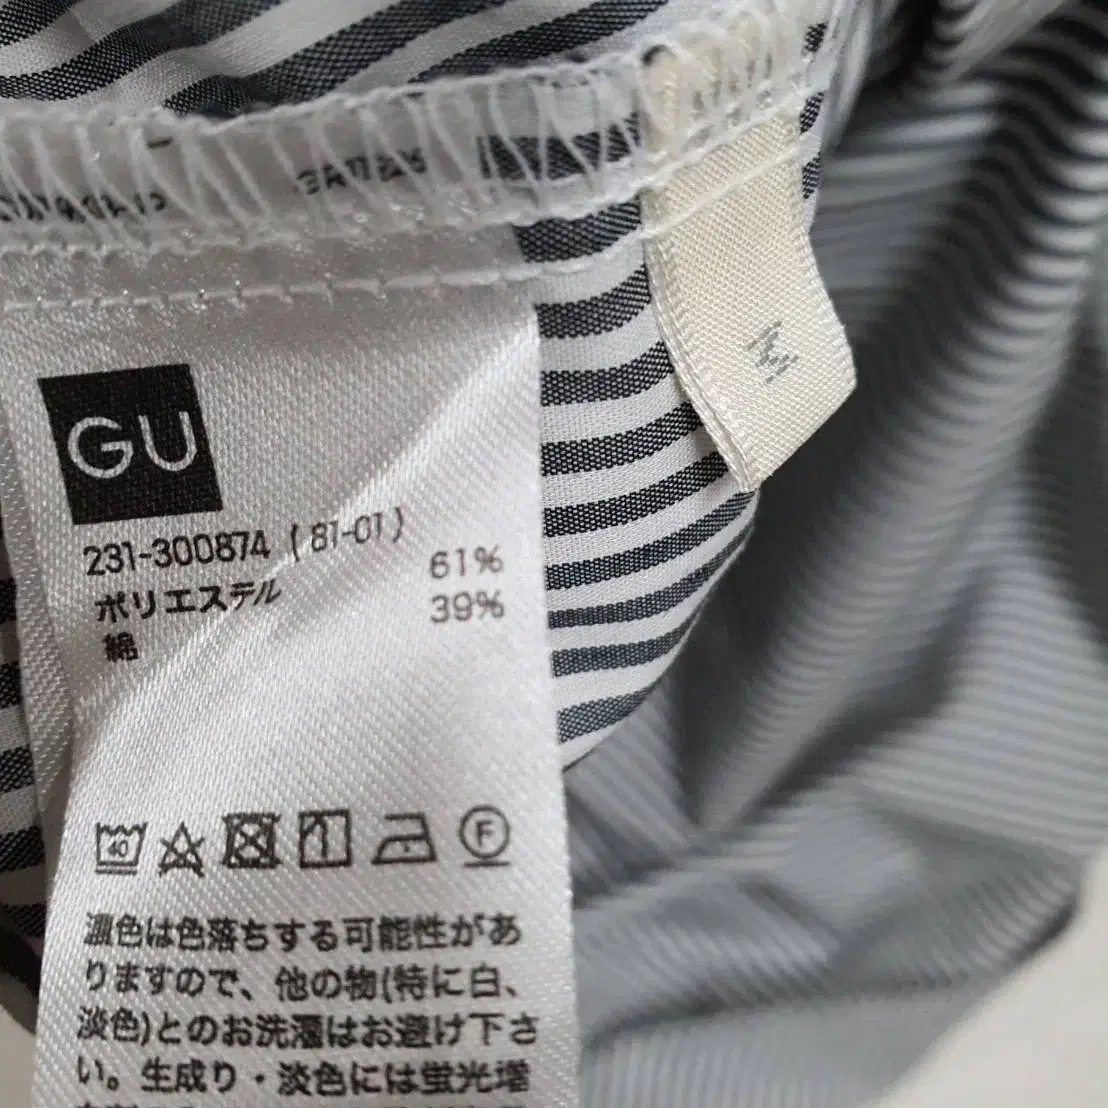 M
GU
231-300874 (81-01)
ポリエステル 61%
綿 39%
40
F
濃色は色落ちする可能性があ
りますので、他の物(特に白、
淡色)とのお洗濯はお避け下さ
い。生成り・淡色には蛍光増